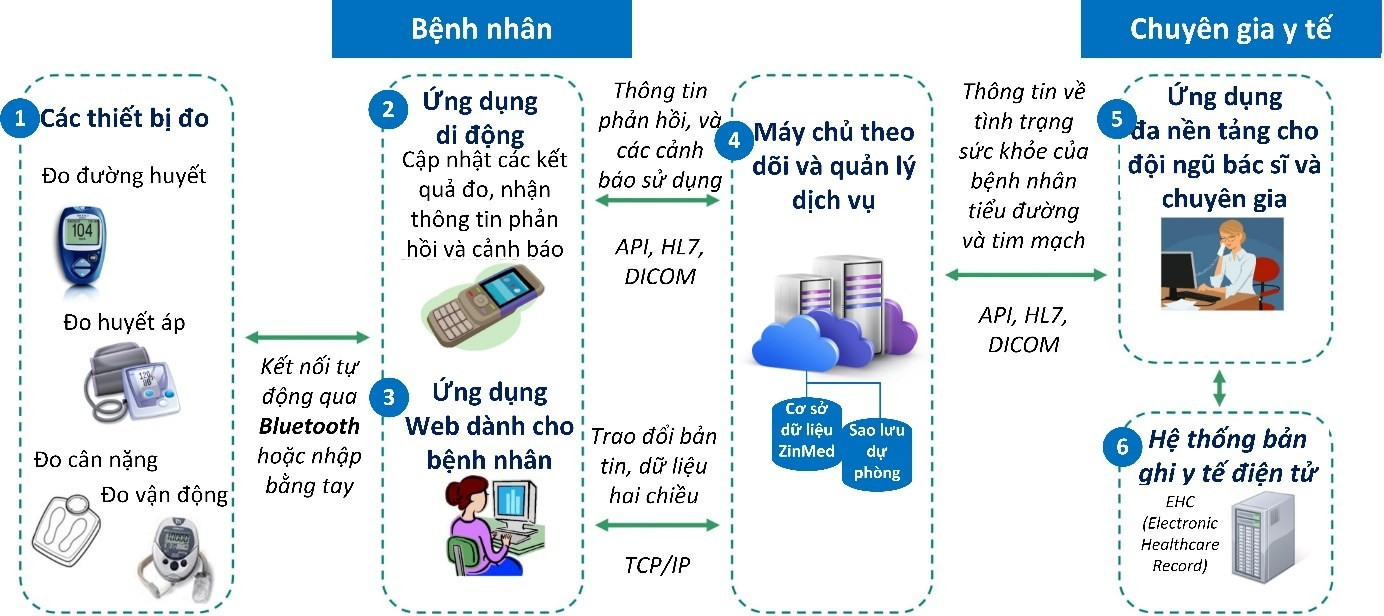 Bệnh nhân
Chuyên gia y tế
1
Các thiết bị đo
Đo đường huyết
104
Đo huyết áp
Đo cân nặng
Đo vận động
Kết nối tự
động qua
Bluetooth
hoặc nhập
bằng tay
2
Ứng dụng
di động
Cập nhật các kết
quả đo, nhận
thông tin phản
hồi và cảnh báo
3
Ứng dụng
Web dành cho
bệnh nhân
Thông tin
phản hồi, và
các cảnh
báo sử dụng
API, HL7,
DICOM
Trao đổi bản
tin, dữ liệu
hai chiều
TCP/IP
4
Máy chủ theo
dõi và quản lý
dịch vụ
Cơ sở
dữ liệu
ZinMed
Sao lưu
dự
phòng
Thông tin về
tình trạng
sức khỏe của
bệnh nhân
tiểu đường
và tim mạch
API, HL7,
DICOM
5
Ứng dụng
đa nền tảng cho
đội ngũ bác sĩ và
chuyên gia
6
Hệ thống bản
ghi y tế điện tử
EHC
(Electronic
Healthcare
Record)